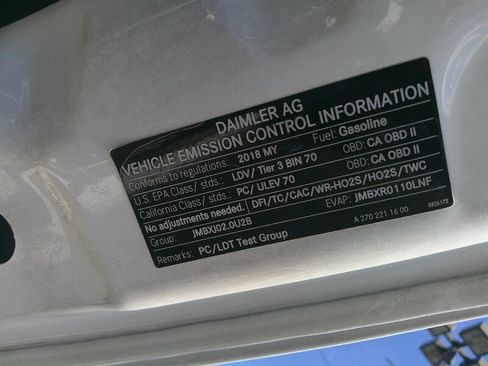 DAIMLER AG
VEHICLE EMISSION CONTROL INFORMATION
Conforms to regulations: 2018 MY Fuel: Gasoline
U.S EPA Class/ stds.: LDV/ Tier 3 BIN 70 OBD: CA OBD II
California Class/ stds.: PC/ ULEV 70 OBD: CA OBD II
No adjustments needed. DFI/TC/CAC/WR-HO2S/HO2S/TWC
Group: JMBXJ02.0U2B EVAP: JMBXR0110LNF
Remarks: PC/LDT Test Group A 270 221 16 00 5826172